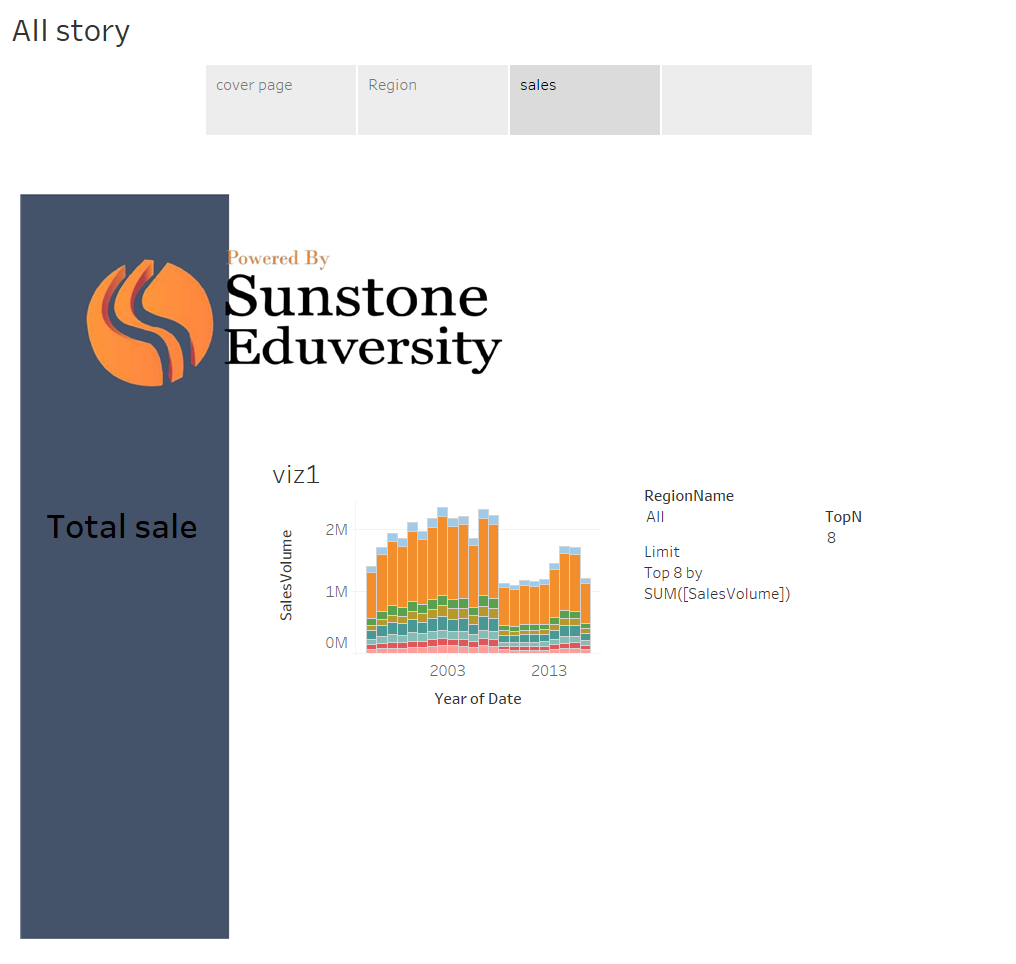 All story
cover page
Region
sales
Powered By
Sunstone
Eduversity
Total sale
viz1
SalesVolume
2M
1M
0M
2003
2013
Year of Date
RegionName
All
TopN
8
Limit
Top 8 by
SUM([SalesVolume])